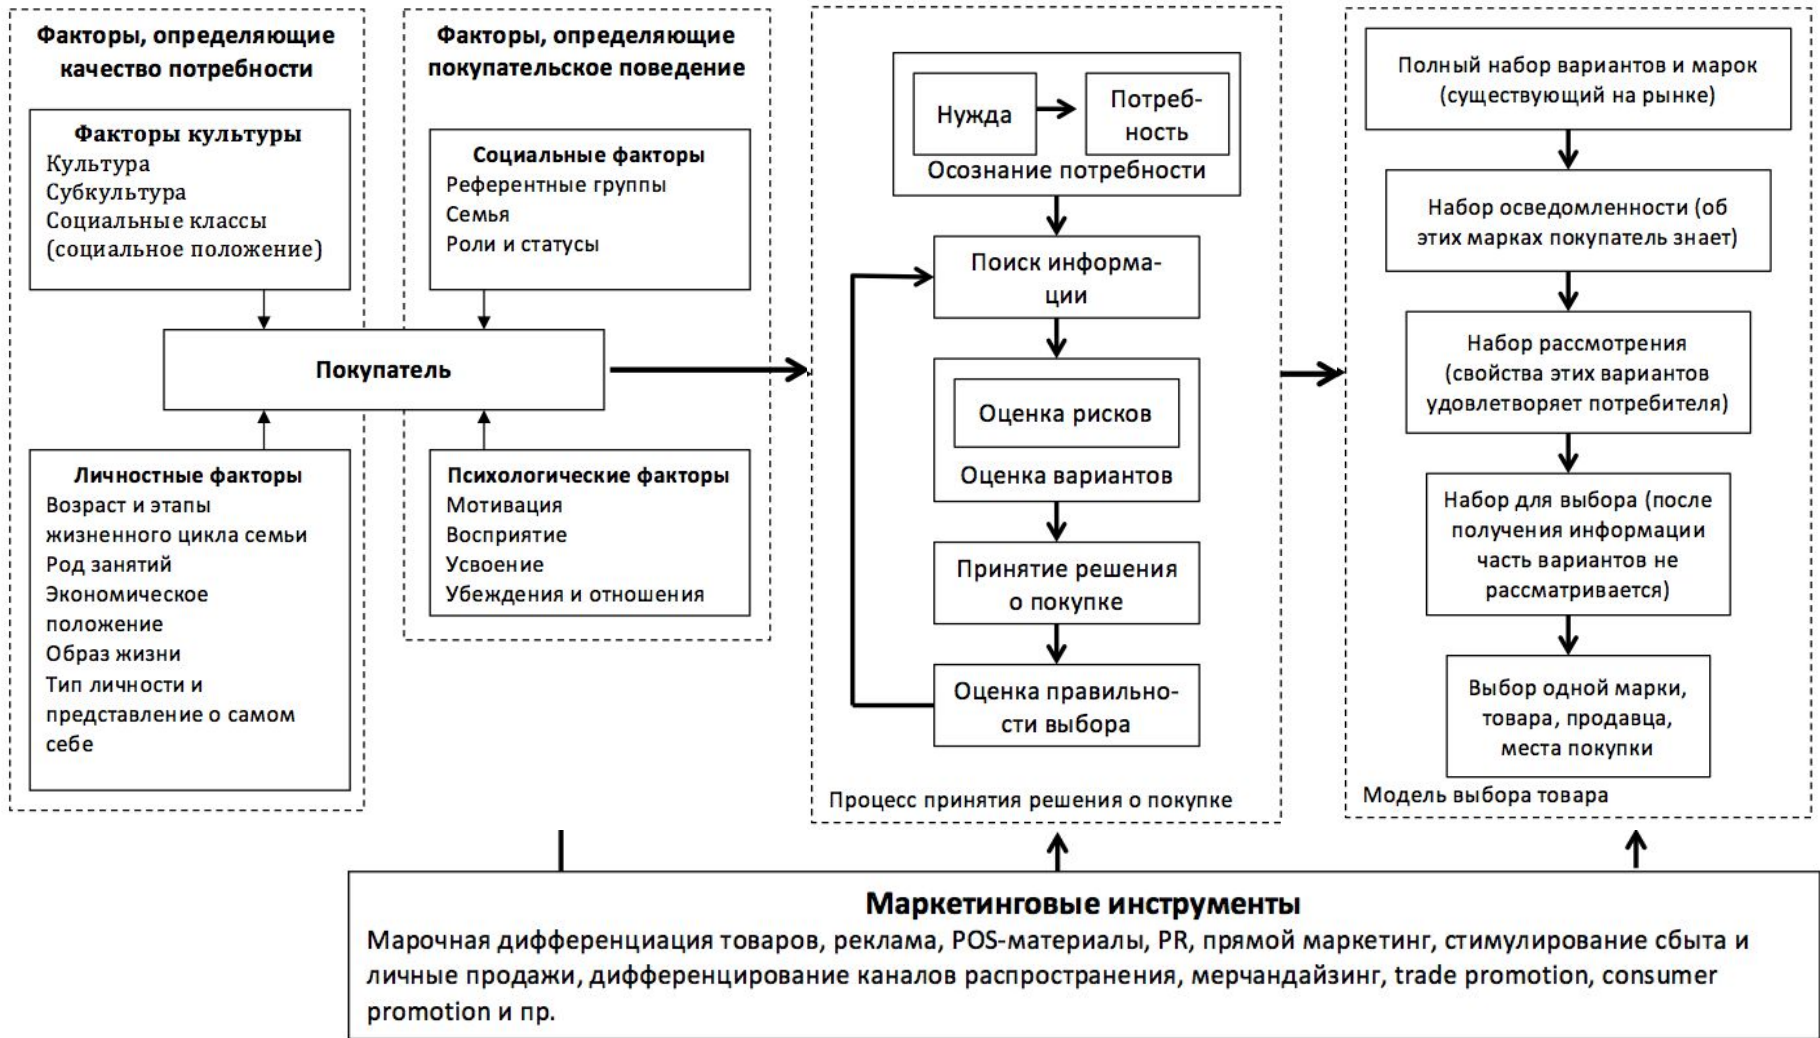 Факторы, определяющие
качество потребности
Факторы культуры
Культура
Субкультура
Социальные классы
(социальное положение)
Факторы, определяющие
покупательское поведение
Социальные факторы
Референтные группы
Семья
Роли и статусы
Покупатель
Личностные факторы
Возраст и этапы
жизненного цикла семьи
Род занятий
Экономическое
положение
Образ жизни
Тип личности и
представление о самом
себе
Психологические факторы
Мотивация
Восприятие
Усвоение
Убеждения и отношения
Нужда
Потреб-
ность
Осознание потребности
Поиск информа-
ции
Оценка рисков
Оценка вариантов
Принятие решения
о покупке
Оценка правильно-
сти выбора
Процесс принятия решения о покупке
Полный набор вариантов и марок
(существующий на рынке)
Набор осведомленности (об
этих марках покупатель знает)
Набор рассмотрения
(свойства этих вариантов
удовлетворяет потребителя)
Набор для выбора (после
получения информации
часть вариантов не
рассматривается)
Выбор одной марки,
товара, продавца,
места покупки
Модель выбора товара
Маркетинговые инструменты
Марочная дифференциация товаров, реклама, POS-материалы, PR, прямой маркетинг, стимулирование сбыта и
личные продажи, дифференцирование каналов распространения, мерчандайзинг, trade promotion, consumer
promotion и пр.